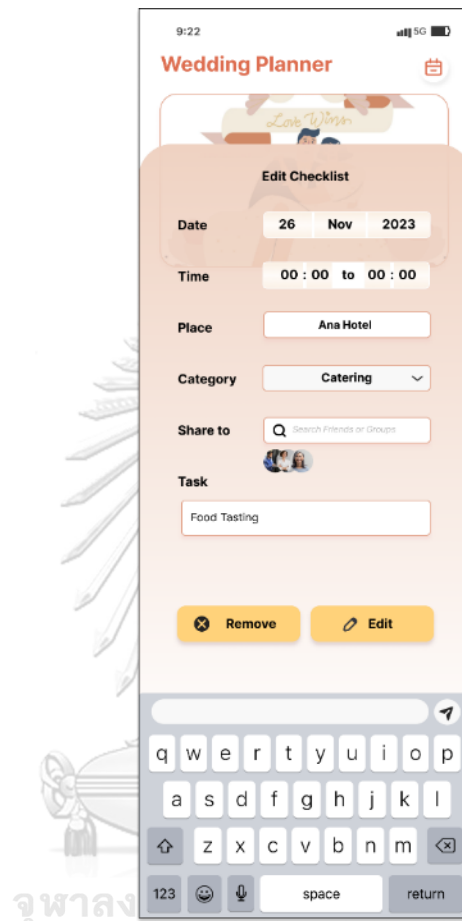 9:22
5G
Wedding Planner
Love Wins
Edit Checklist
Date 26 Nov 2023
Time 00 : 00 to 00 : 00
Place Ana Hotel
Category Catering
Share to Search Friends or Groups
Task
Food Tasting
Remove Edit
q w e r t y u i o p
a s d f g h j k l
z x c v b n m
123 space return
จุฬาลง